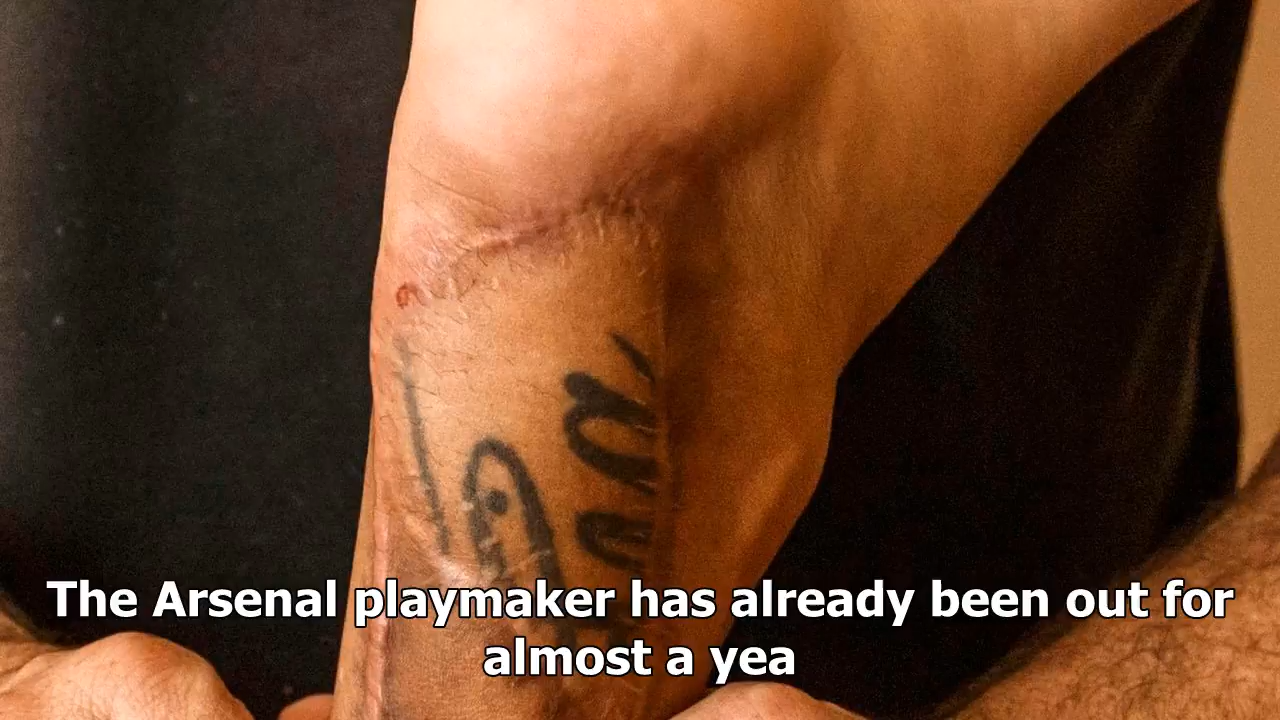 The Arsenal playmaker has already been out for
almost a yea